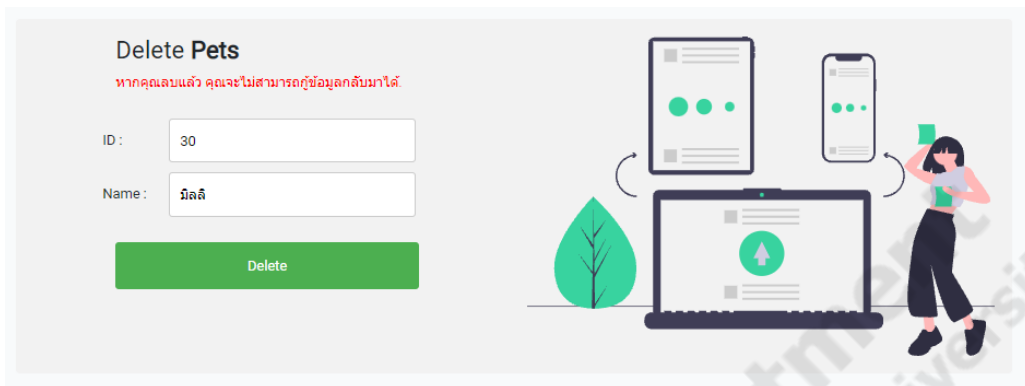 Delete Pets
หากคุณลบแล้ว คุณจะไม่สามารถกู้ข้อมูลกลับมาได้.
ID :
30
Name :
มิลลิ
Delete